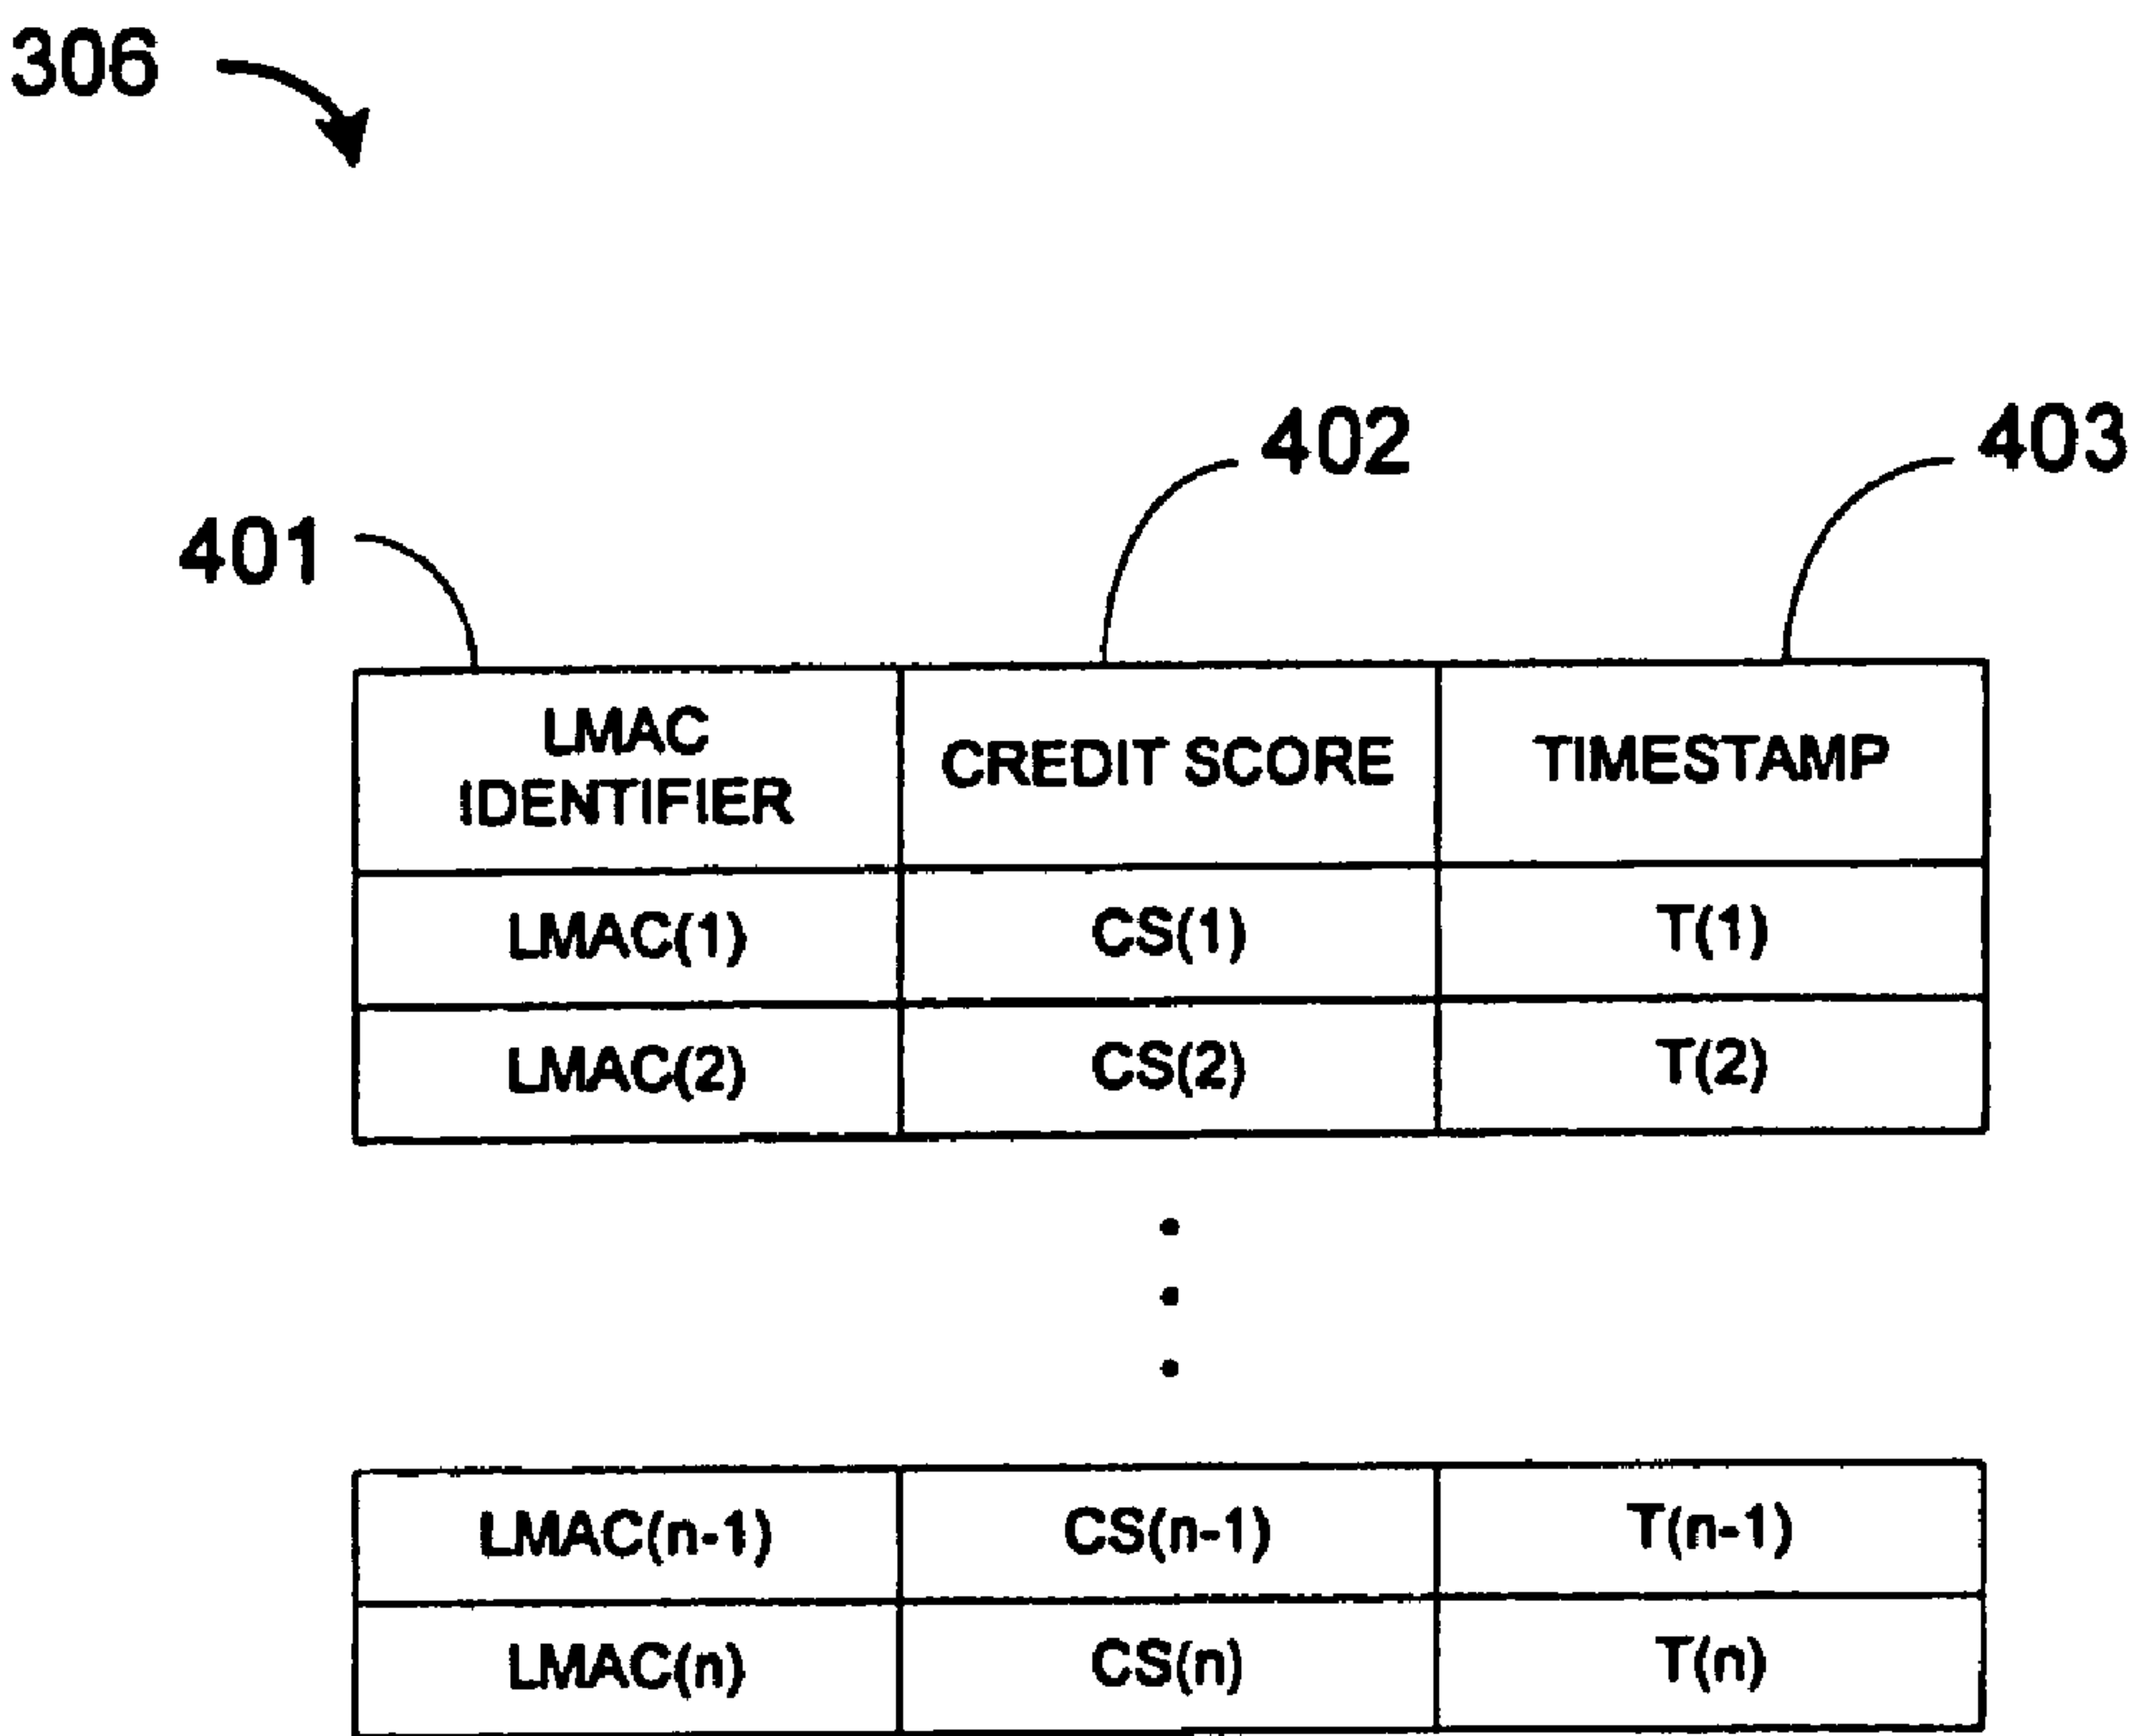 306
402
403
401
LMAC
IDENTIFIER
CREDIT SCORE
TIMESTAMP
LMAC(1)
CS(1)
T(1)
LMAC(2)
CS(2)
T(2)
LMAC(n-1)
CS(n-1)
T(n-1)
LMAC(n)
CS(n)
T(n)